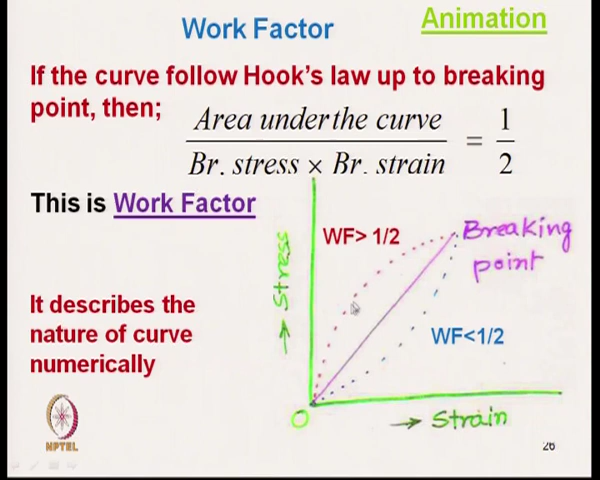 Work Factor
Animation
If the curve follow Hook's law up to breaking
point, then;
Area under the curve
Br. stress × Br. strain
= 1/2
This is Work Factor
WF> 1/2
Breaking
point
→ Stress
It describes the
nature of curve
numerically
WF<1/2
O
→ Strain
NPTEL
26